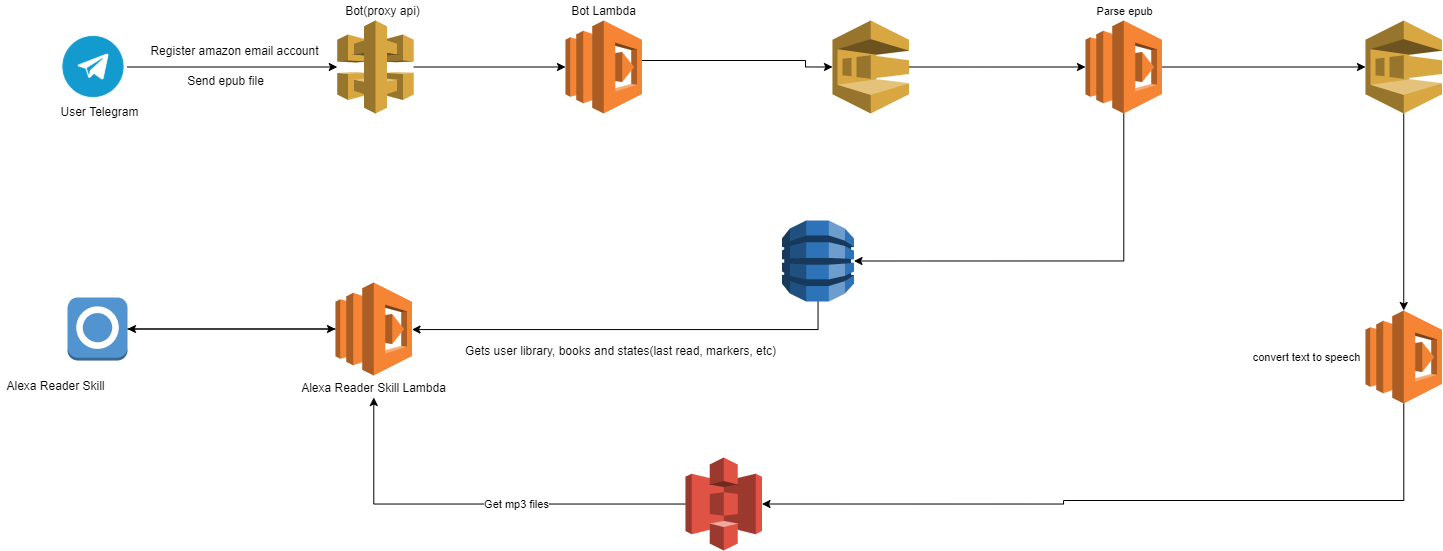 Bot(proxy api)
Bot Lambda
Parse epub
Register amazon email account
Send epub file
User Telegram
Gets user library, books and states(last read, markers, etc)
convert text to speech
Alexa Reader Skill
Alexa Reader Skill Lambda
Get mp3 files